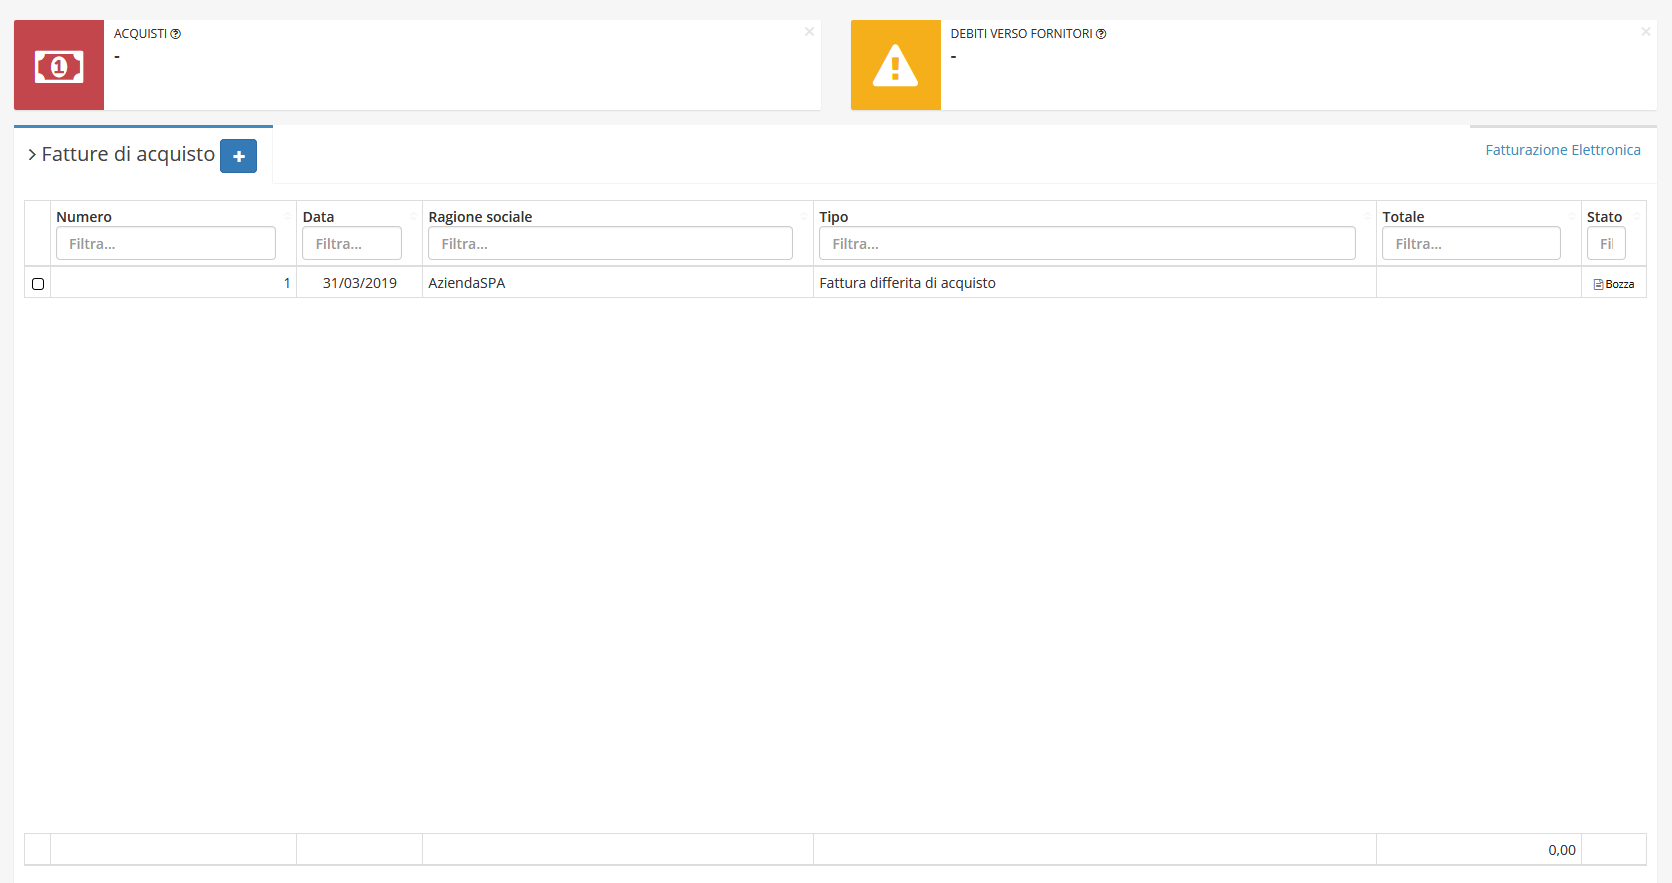 ACQUISTI
-
DEBITI VERSO FORNITORI
-
Fatture di acquisto
Fatturazione Elettronica
Numero Data Ragione sociale Tipo Totale Stato
Filtra... Filtra... Filtra... Filtra... Filtra... Fil
1 31/03/2019 AziendaSPA Fattura differita di acquisto Bozza
0,00